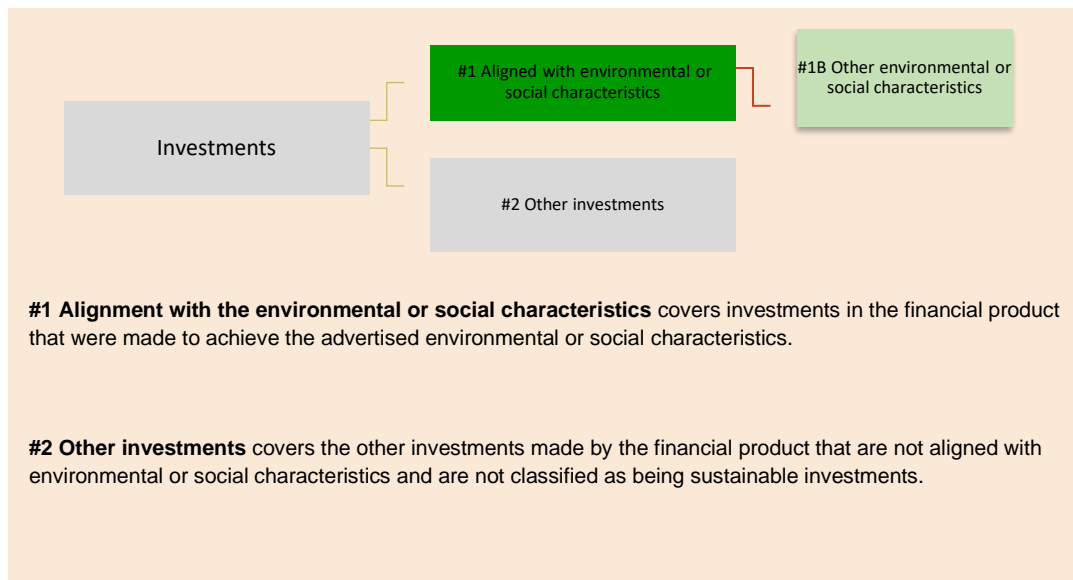 #1 Aligned with environmental or
social characteristics
#1B Other environmental or
social characteristics
Investments
#2 Other investments
#1 Alignment with the environmental or social characteristics covers investments in the financial product
that were made to achieve the advertised environmental or social characteristics.
#2 Other investments covers the other investments made by the financial product that are not aligned with
environmental or social characteristics and are not classified as being sustainable investments.